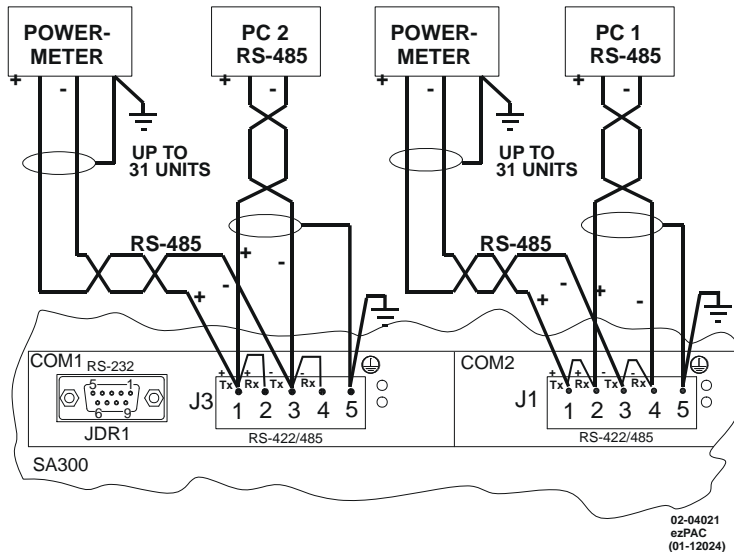 POWER-
METER
PC 2
RS-485
POWER-
METER
PC 1
RS-485
+
-
+
-
+
-
+
-
UP TO
31 UNITS
UP TO
31 UNITS
RS-485
RS-485
+
-
+
-
+
-
+
-
COM1
RS-232
5
1
6
9
JDR1
J3
+
Tx
+
Rx
-
Tx
-
Rx
1
2
3
4
5
RS-422/485
COM2
J1
+
Tx
+
Rx
-
Tx
-
Rx
1
2
3
4
5
RS-422/485
SA300
02-04021
ezPAC
(01-12024)